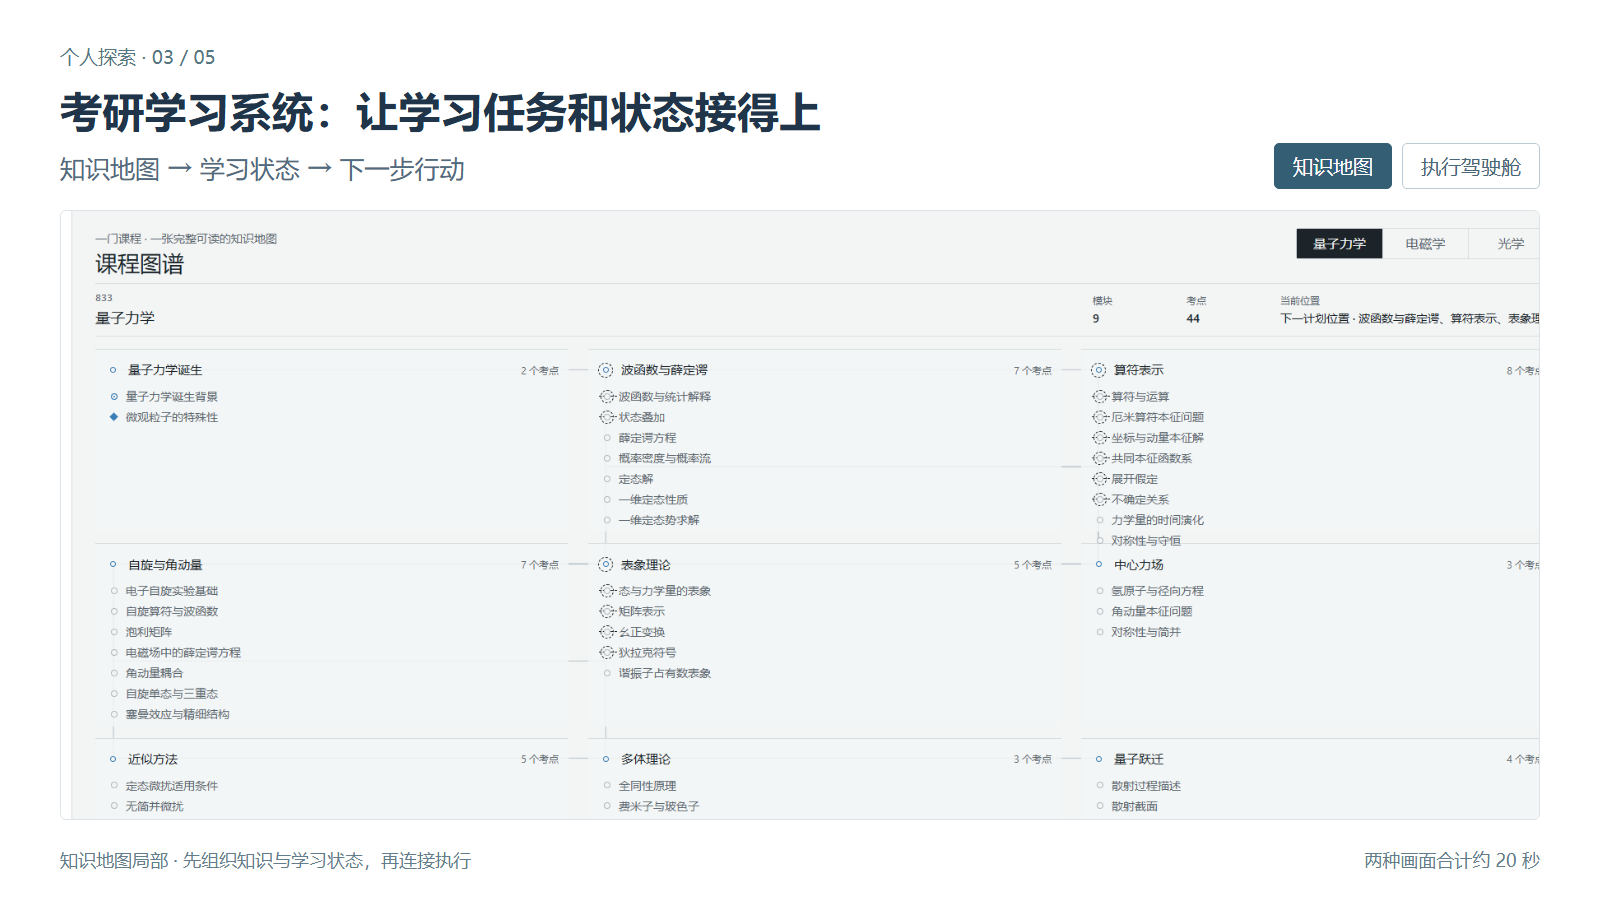 个人探索 · 03 / 05
考研学习系统：让学习任务和状态接得上
知识地图 → 学习状态 → 下一步行动
知识地图
执行驾驶舱
一门课程 · 一张完整可读的知识地图
课程图谱
量子力学
电磁学
光学
833
量子力学
模块
9
考点
44
当前位置
下一计划位置 · 波函数与薛定谔、算符表示、表象理
量子力学诞生
2 个考点
量子力学诞生背景
微观粒子的特殊性
波函数与薛定谔
7 个考点
波函数与统计解释
状态叠加
薛定谔方程
概率密度与概率流
定态解
一维定态性质
一维定态势求解
算符表示
8 个考点
算符与运算
厄米算符本征问题
坐标与动量本征解
共同本征函数系
展开假定
不确定关系
力学量的时间演化
对称性与守恒
自旋与角动量
7 个考点
电子自旋实验基础
自旋算符与波函数
泡利矩阵
电磁场中的薛定谔方程
角动量耦合
自旋单态与三重态
塞曼效应与精细结构
表象理论
5 个考点
态与力学量的表象
矩阵表示
幺正变换
狄拉克符号
谐振子占有数表象
中心力场
3 个考点
氢原子与径向方程
角动量本征问题
对称性与简并
近似方法
5 个考点
定态微扰适用条件
无简并微扰
多体理论
3 个考点
全同性原理
费米子与玻色子
量子跃迁
4 个考点
散射过程描述
散射截面
知识地图局部 · 先组织知识与学习状态，再连接执行
两种画面合计约 20 秒